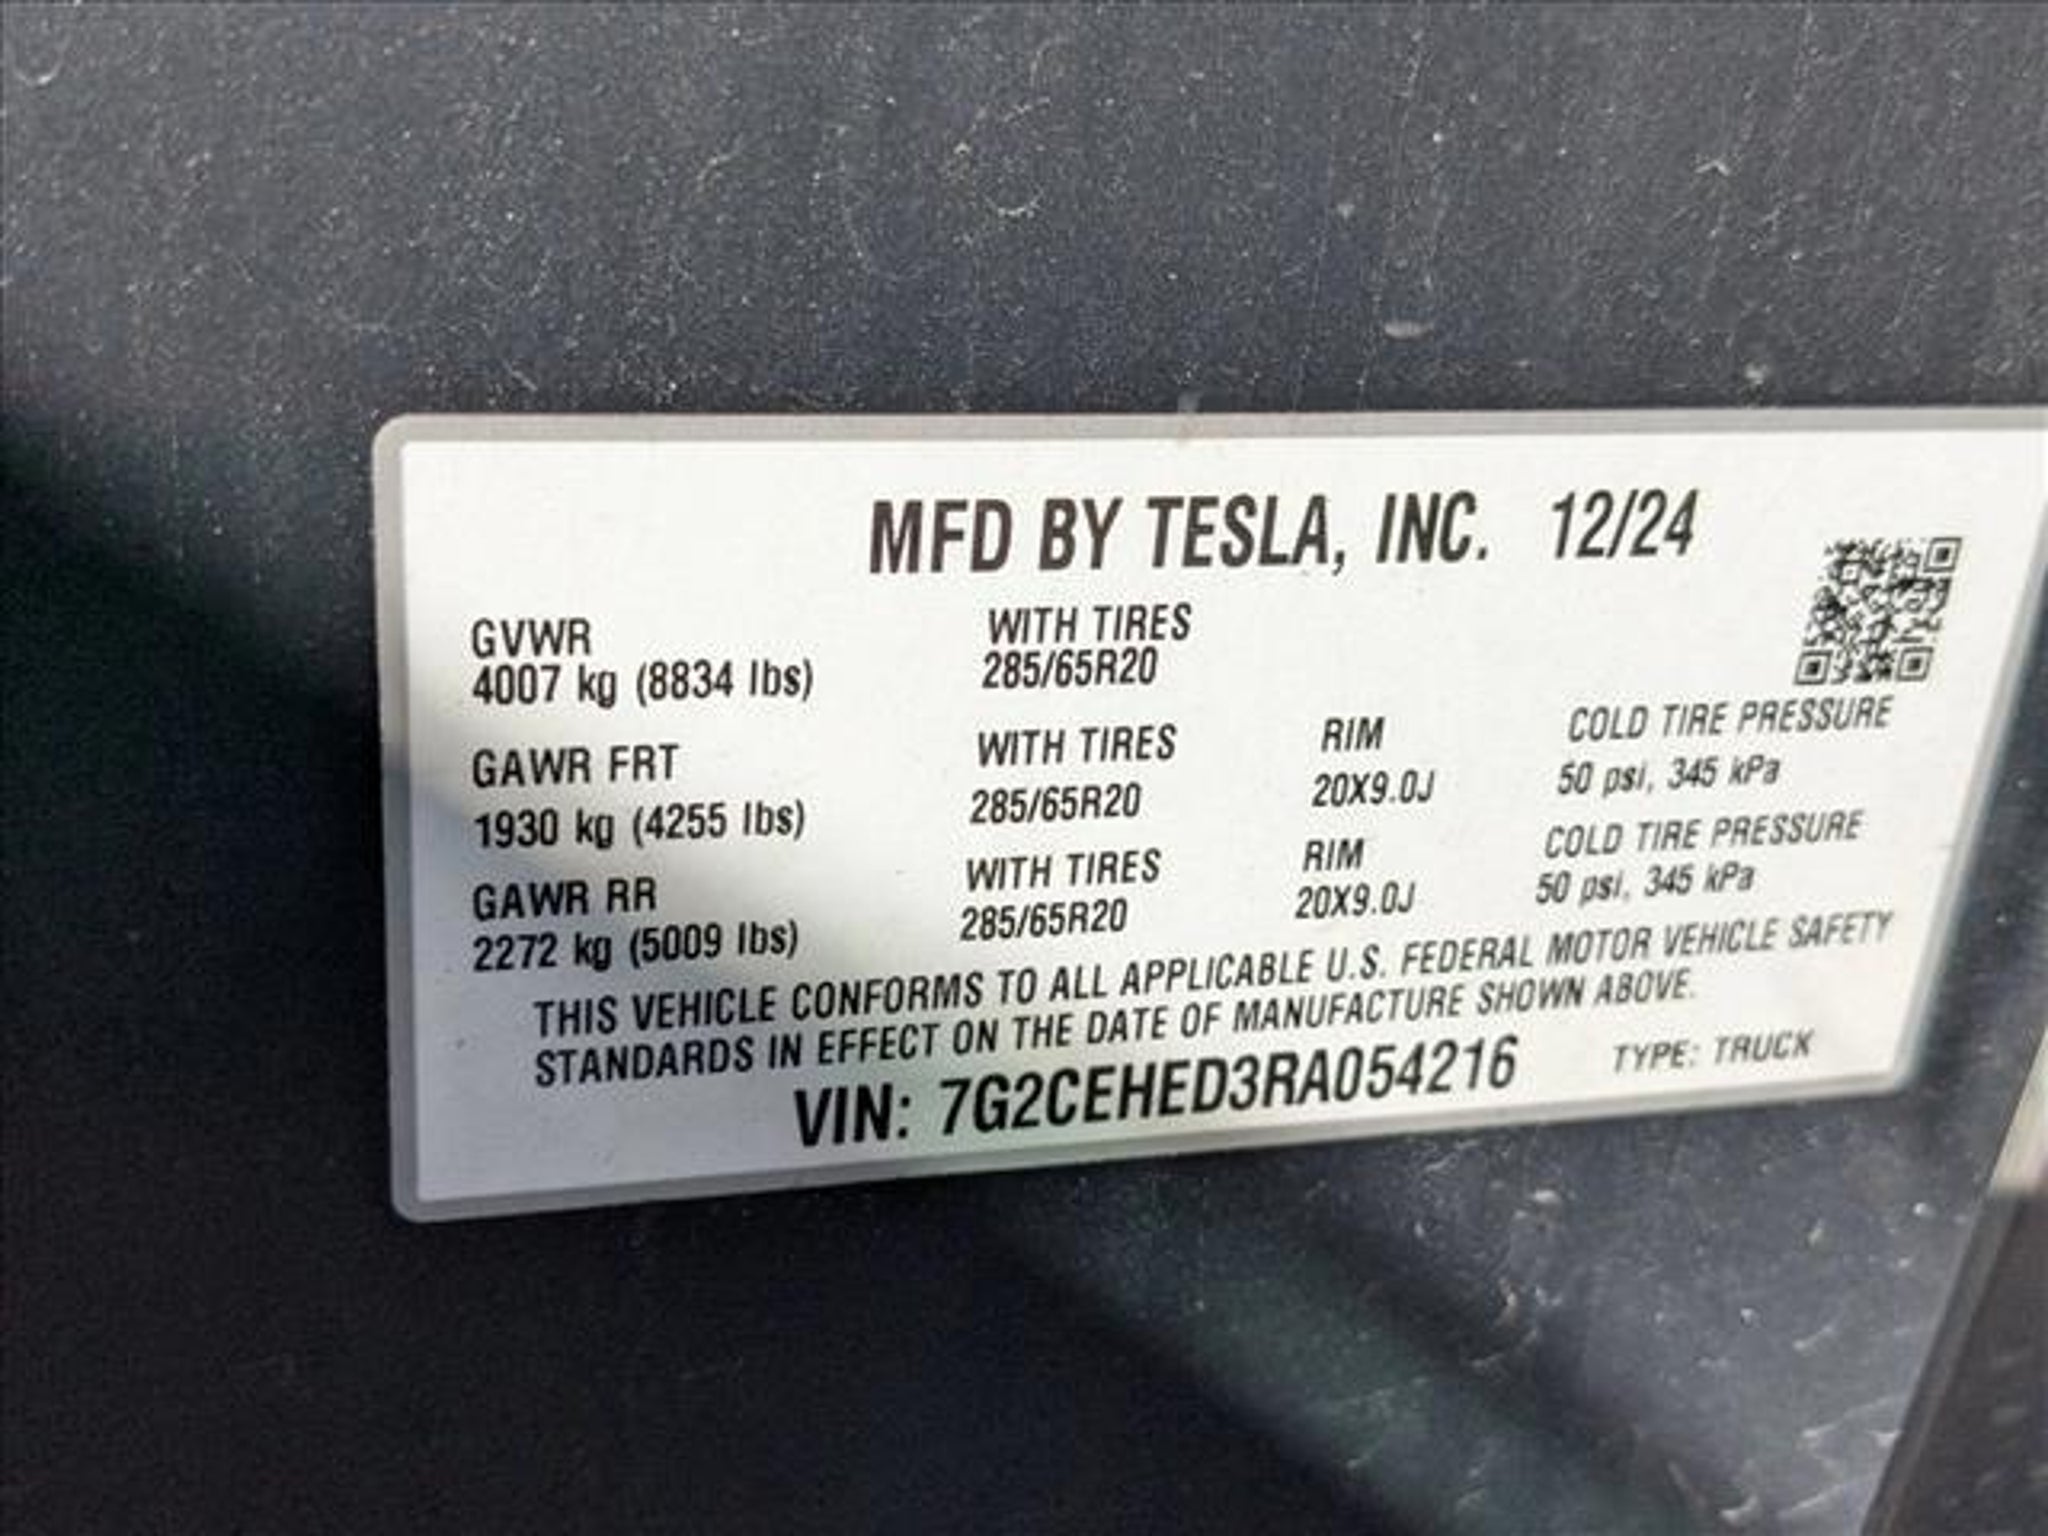 MFD BY TESLA, INC. 12/24
GVWR WITH TIRES
4007 kg (8834 lbs) 285/65R20
GAWR FRT WITH TIRES RIM COLD TIRE PRESSURE
1930 kg (4255 lbs) 285/65R20 20X9.0J 50 psi, 345 kPa
GAWR RR WITH TIRES RIM COLD TIRE PRESSURE
2272 kg (5009 lbs) 285/65R20 20X9.0J 50 psi, 345 kPa
THIS VEHICLE CONFORMS TO ALL APPLICABLE U.S. FEDERAL MOTOR VEHICLE SAFETY
STANDARDS IN EFFECT ON THE DATE OF MANUFACTURE SHOWN ABOVE.
VIN: 7G2CEHED3RA054216 TYPE: TRUCK